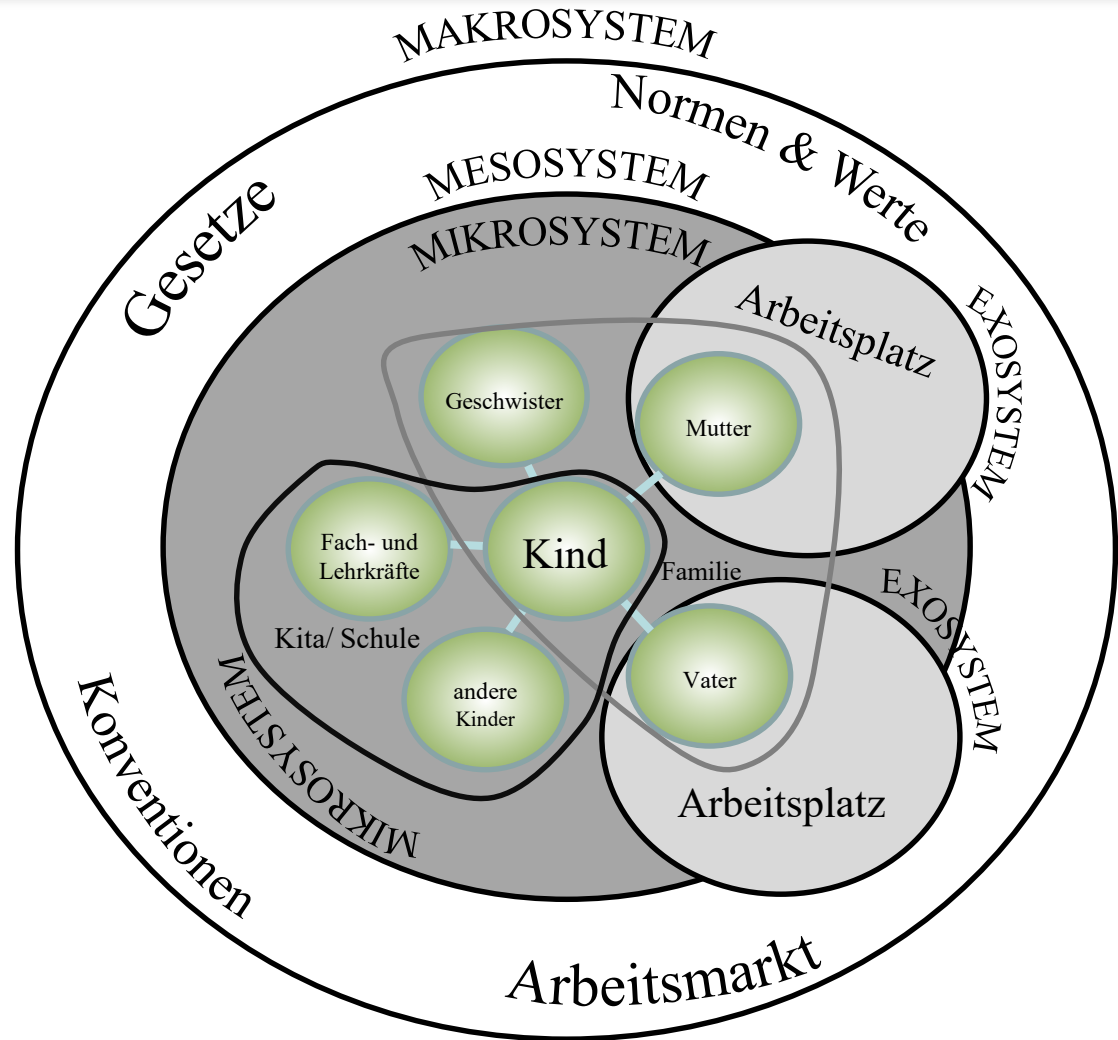 MAKROSYSTEM
Normen & Werte
MESOSYSTEM
Gesetze
MIKROSYSTEM
Arbeitsplatz
EXOSYSTEM
Geschwister
Mutter
Fach- und
Lehrkräfte
Kind
Familie
EXOSYSTEM
Kita/ Schule
andere
Kinder
Vater
MIKROSYSTEM
Arbeitsplatz
Konventionen
Arbeitsmarkt